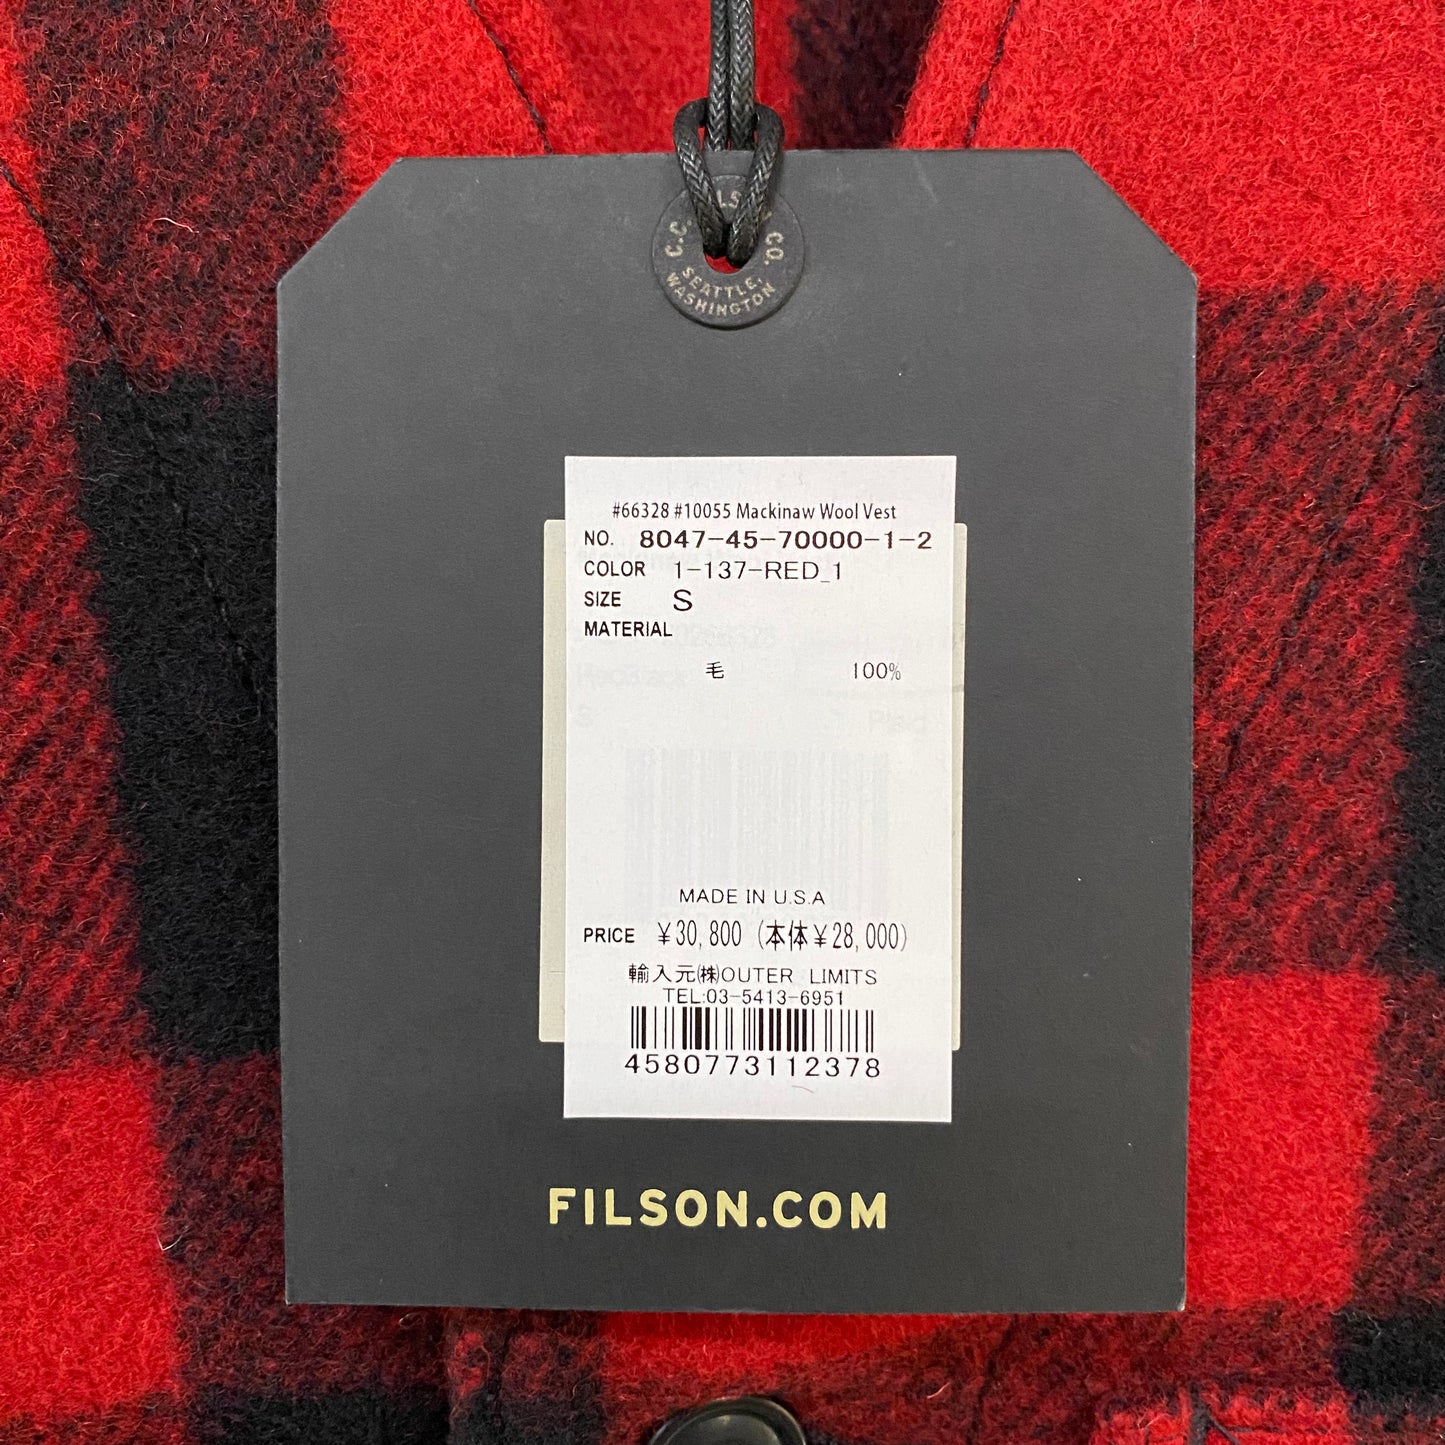 C.C. CO.
SEATTLE,
WASHINGTON
#66328 #10055 Mackinaw Wool Vest
NO. 8047-45-70000-1-2
COLOR 1-137-RED_1
SIZE S
MATERIAL
毛 100%
MADE IN U.S.A
PRICE ￥30,800 (本体￥28,000)
輸入元㈱OUTER LIMITS
TEL:03-5413-6951
4580773112378
FILSON.COM